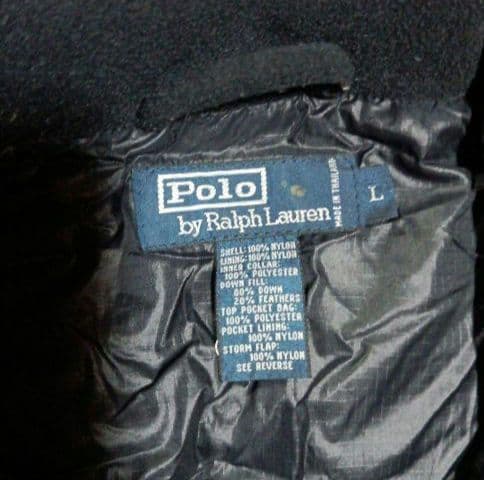 Polo
by Ralph Lauren
MADE IN THAILAND
L
SHELL: 100% NYLON
LINING: 100% NYLON
INNER COLLAR:
100% POLYESTER
DOWN FILL:
80% DOWN
20% FEATHERS
TOP POCKET BAG:
100% POLYESTER
POCKET LINING:
100% NYLON
STORM FLAP:
100% NYLON
SEE REVERSE